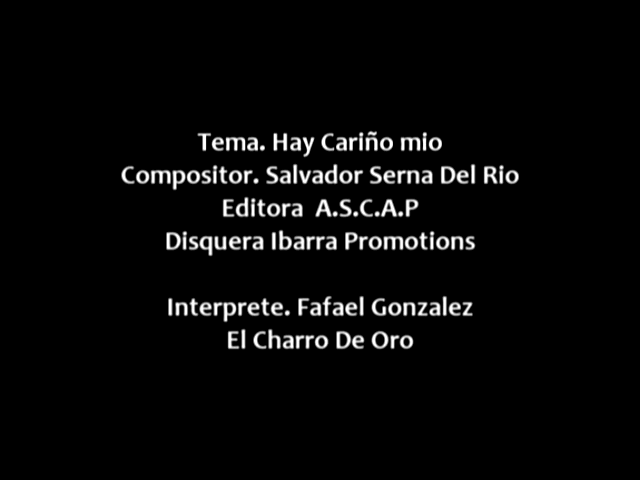 Tema. Hay Cariño mio
Compositor. Salvador Serna Del Rio
Editora A.S.C.A.P
Disquera Ibarra Promotions
Interprete. Fafael Gonzalez
El Charro De Oro